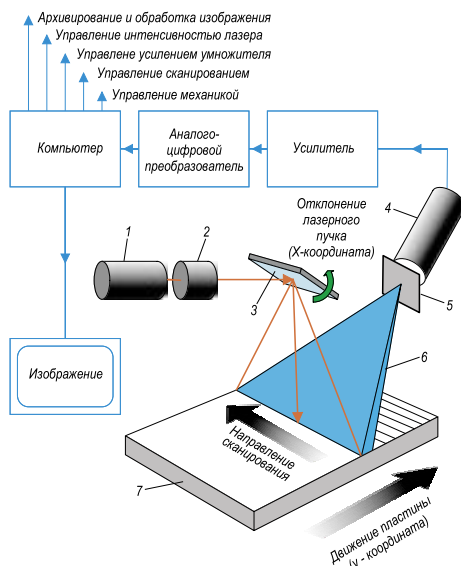 Архивирование и обработка изображения
Управление интенсивностью лазера
Управлене усилением умножителя
Управление сканированием
Управление механикой
Компьютер
Аналого-
цифровой
преобразователь
Усилитель
Отклонение
лазерного
пучка
(X-координата)
4
1
2
3
5
6
Изображение
Направление
сканирования
7
Движение пластины
(y - координата)